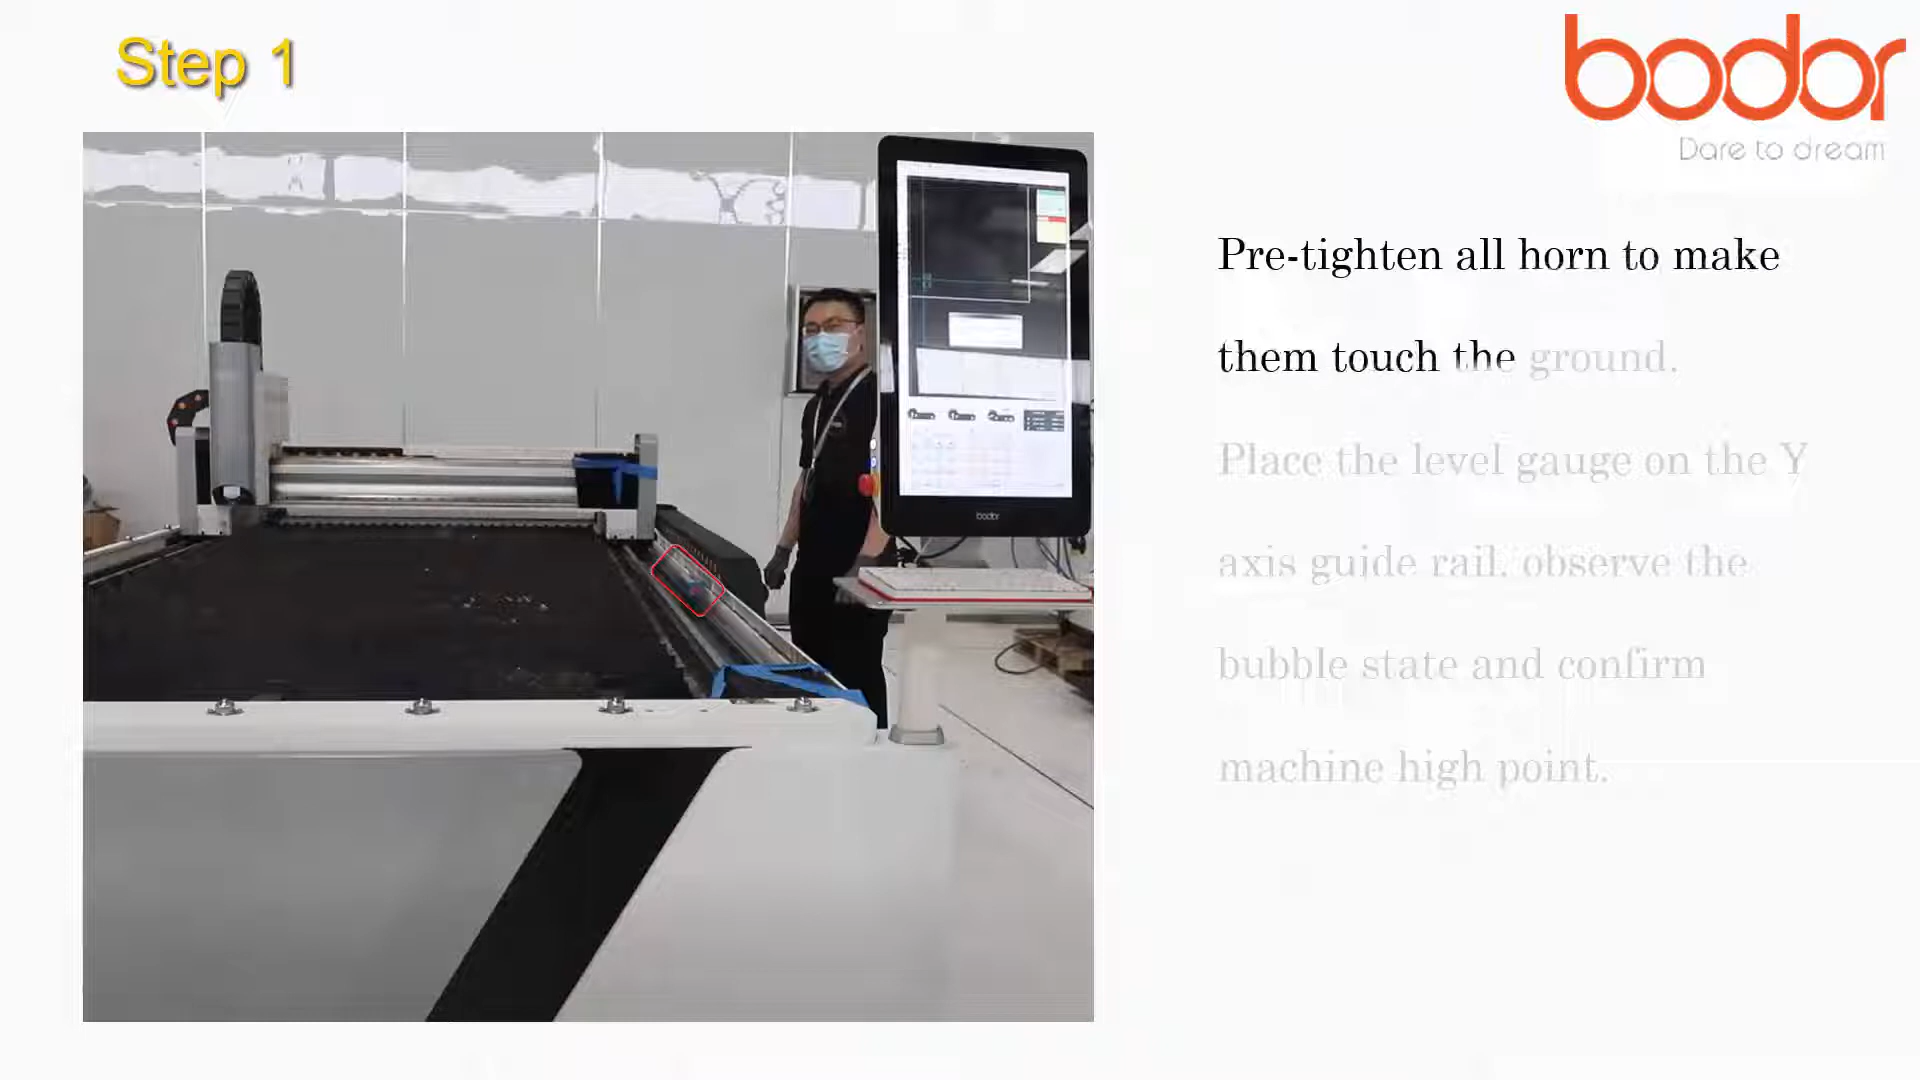 Step 1
bodor
Dare to dream
Pre-tighten all horn to make
them touch the ground.
Place the level gauge on the Y
axis guide rail. observe the
bubble state and confirm
machine high point.
bodor